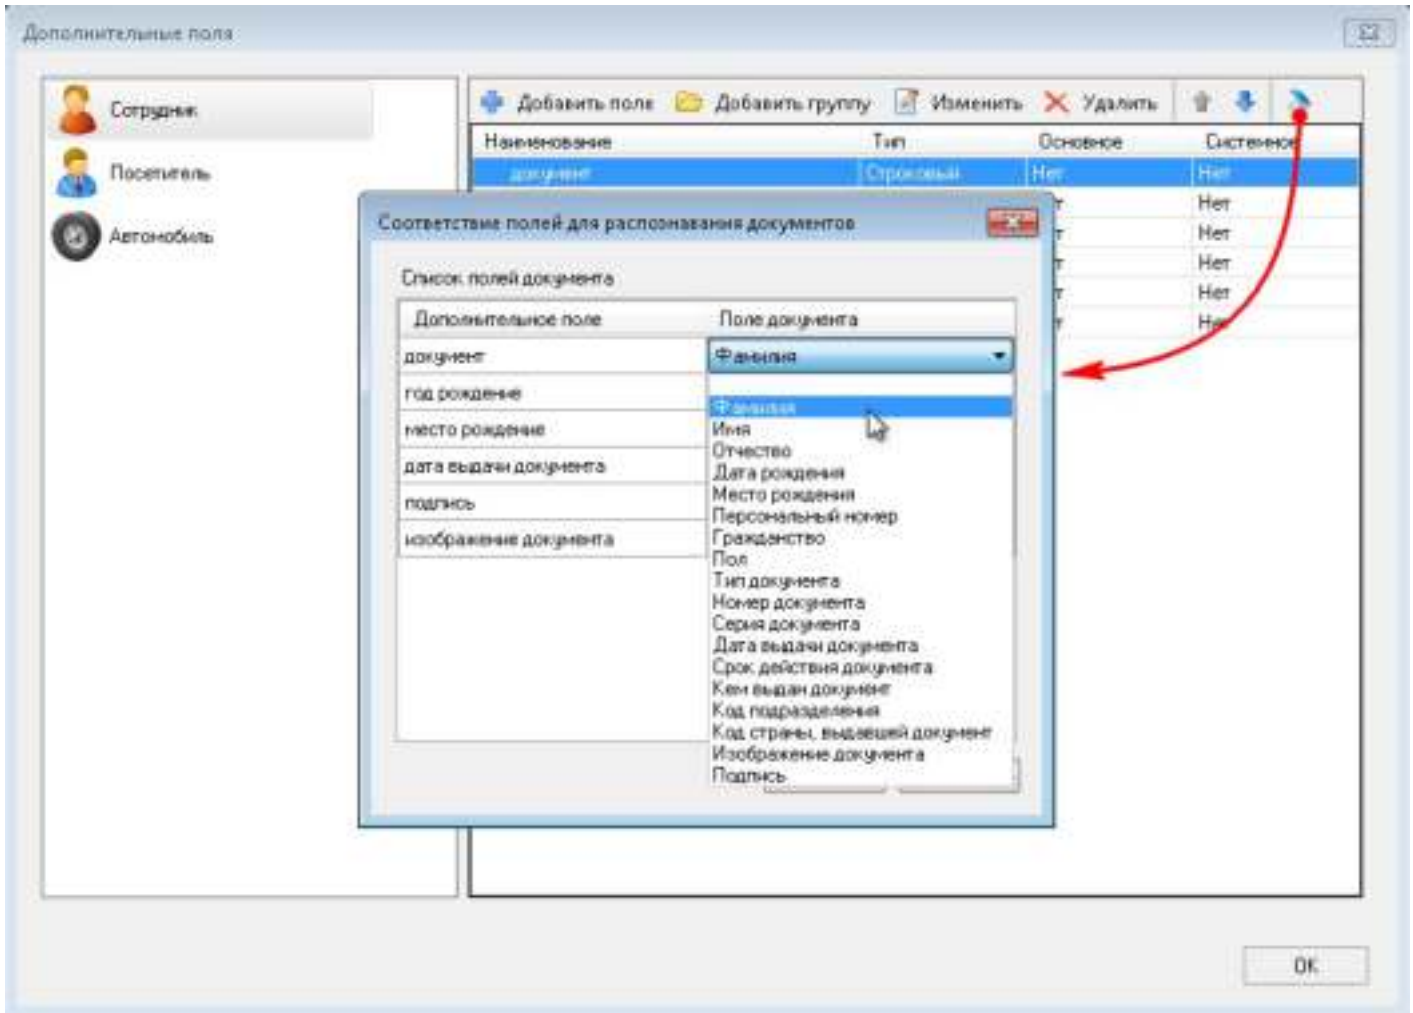 Дополнительные поля
Сотрудник
Посетитель
Автомобиль
Добавить поле Добавить группу Изменить Удалить
Наименование Тип Основное Системное
документ Строковый Нет Нет
Нет
Нет
Нет
Нет
Нет
Соответствие полей для распознавания документов
Список полей документа
Дополнительное поле Поле документа
документ Фамилия
год рождение
место рождение
дата выдачи документа
подпись
изображение документа
Фамилия
Имя
Отчество
Дата рождения
Место рождения
Персональный номер
Гражданство
Пол
Тип документа
Номер документа
Серия документа
Дата выдачи документа
Срок действия документа
Кем выдан документ
Код подразделения
Код страны, выдавшей документ
Изображение документа
Подпись
OK